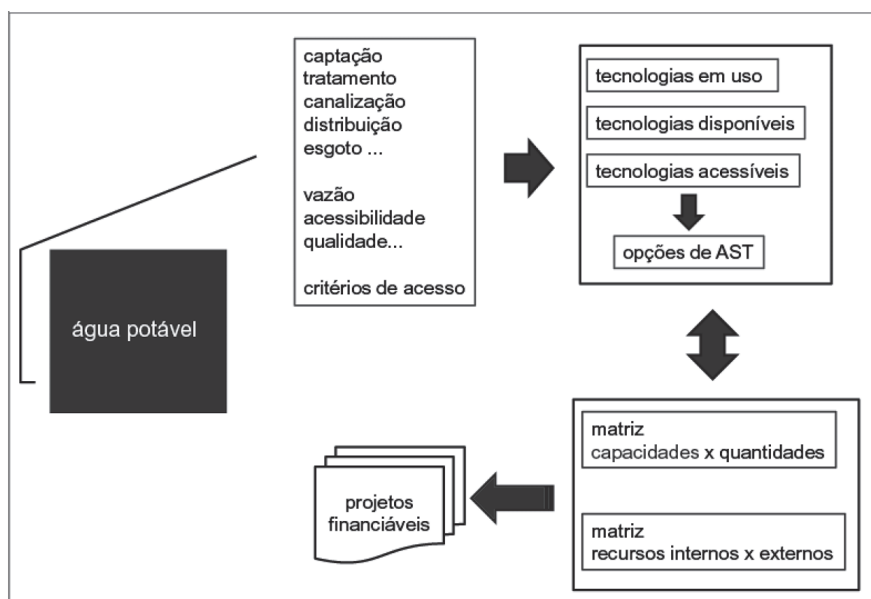 água potável
captação
tratamento
canalização
distribuição
esgoto ...
vazão
acessibilidade
qualidade...
critérios de acesso
tecnologias em uso
tecnologias disponíveis
tecnologias acessíveis
opções de AST
matriz
capacidades x quantidades
matriz
recursos internos x externos
projetos
financiáveis